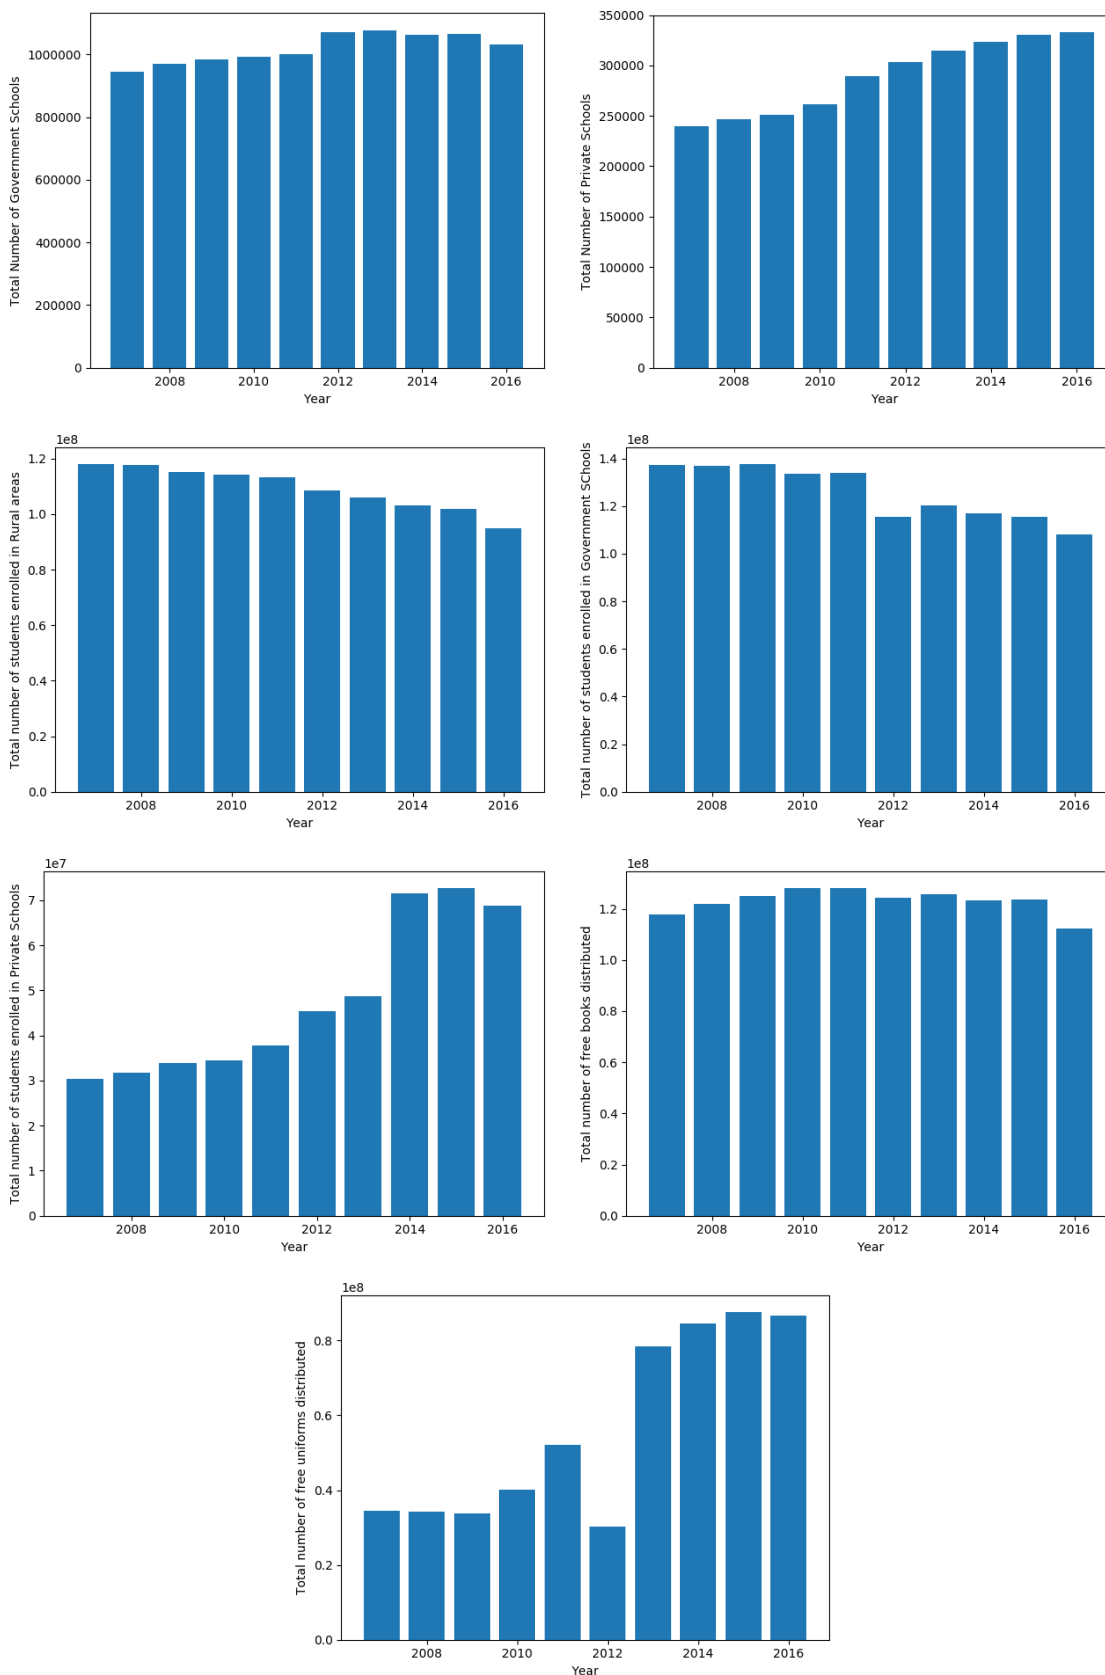 Total Number of Government Schools
1000000
800000
600000
400000
200000
0
2008 2010 2012 2014 2016
Year
Total Number of Private Schools
350000
300000
250000
200000
150000
100000
50000
0
2008 2010 2012 2014 2016
Year
1e8
Total number of students enrolled in Rural areas
1.2
1.0
0.8
0.6
0.4
0.2
0.0
2008 2010 2012 2014 2016
Year
1e8
Total number of students enrolled in Government SChools
1.4
1.2
1.0
0.8
0.6
0.4
0.2
0.0
2008 2010 2012 2014 2016
Year
1e7
Total number of students enrolled in Private Schools
7
6
5
4
3
2
1
0
2008 2010 2012 2014 2016
Year
1e8
Total number of free books distributed
1.2
1.0
0.8
0.6
0.4
0.2
0.0
2008 2010 2012 2014 2016
Year
1e8
Total number of free uniforms distributed
0.8
0.6
0.4
0.2
0.0
2008 2010 2012 2014 2016
Year